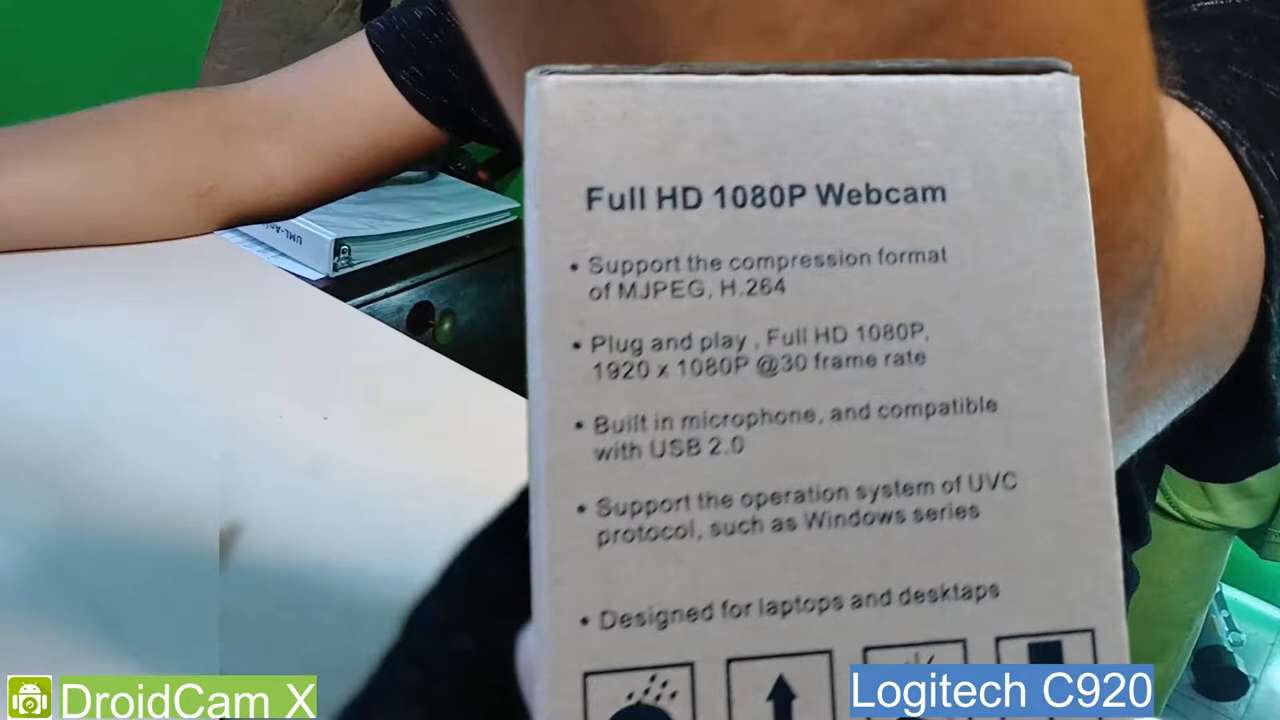 UML-Ap
Full HD 1080P Webcam
• Support the compression format
of MJPEG, H.264
• Plug and play , Full HD 1080P,
1920 x 1080P @30 frame rate
• Built in microphone, and compatible
with USB 2.0
• Support the operation system of UVC
protocol, such as Windows series
• Designed for laptops and desktaps
DroidCam X
Logitech C920